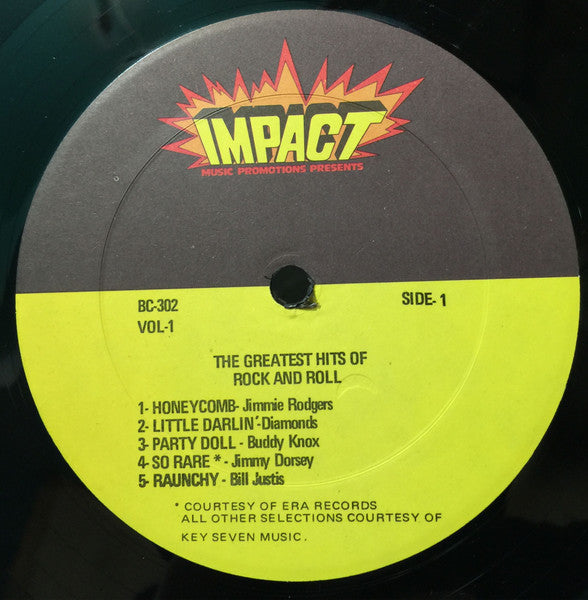 IMPACT
MUSIC PROMOTIONS PRESENTS
BC-302 SIDE-1
VOL-1
THE GREATEST HITS OF
ROCK AND ROLL
1- HONEYCOMB- Jimmie Rodgers
2- LITTLE DARLIN'-Diamonds
3- PARTY DOLL - Buddy Knox
4- SO RARE * - Jimmy Dorsey
5- RAUNCHY - Bill Justis
* COURTESY OF ERA RECORDS
ALL OTHER SELECTIONS COURTESY OF
KEY SEVEN MUSIC.